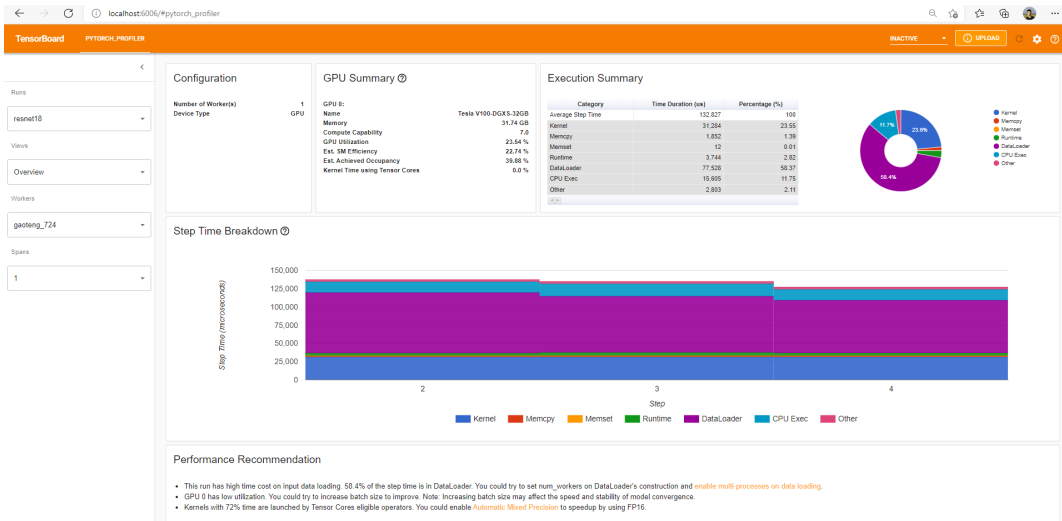 localhost:6006/#pytorch_profiler
TensorBoard
PYTORCH_PROFILER
INACTIVE
UPLOAD
Runs
resnet18
Views
Overview
Workers
gaoteng_724
Spans
1
Configuration
Number of Worker(s) 1
Device Type GPU
GPU Summary
GPU 0:
Name Tesla V100-DGXS-32GB
Memory 31.74 GB
Compute Capability 7.0
GPU Utilization 23.54 %
Est. SM Efficiency 22.74 %
Est. Achieved Occupancy 39.88 %
Kernel Time using Tensor Cores 0.0 %
Execution Summary
Category Time Duration (us) Percentage (%)
Average Step Time 132,827 100
Kernel 31,284 23.55
Memcpy 1,852 1.39
Memset 12 0.01
Runtime 3,744 2.82
DataLoader 77,528 58.37
CPU Exec 15,605 11.75
Other 2,803 2.11
11.7%
23.6%
58.4%
Kernel
Memcpy
Memset
Runtime
DataLoader
CPU Exec
Other
Step Time Breakdown
Step Time (microseconds)
150,000
125,000
100,000
75,000
50,000
25,000
0
2 3 4
Step
Kernel Memcpy Memset Runtime DataLoader CPU Exec Other
Performance Recommendation
• This run has high time cost on input data loading. 58.4% of the step time is in DataLoader. You could try to set num_workers on DataLoader's construction and enable multi-processes on data loading.
• GPU 0 has low utilization. You could try to increase batch size to improve. Note: Increasing batch size may affect the speed and stability of model convergence.
• Kernels with 72% time are launched by Tensor Cores eligible operators. You could enable Automatic Mixed Precision to speedup by using FP16.